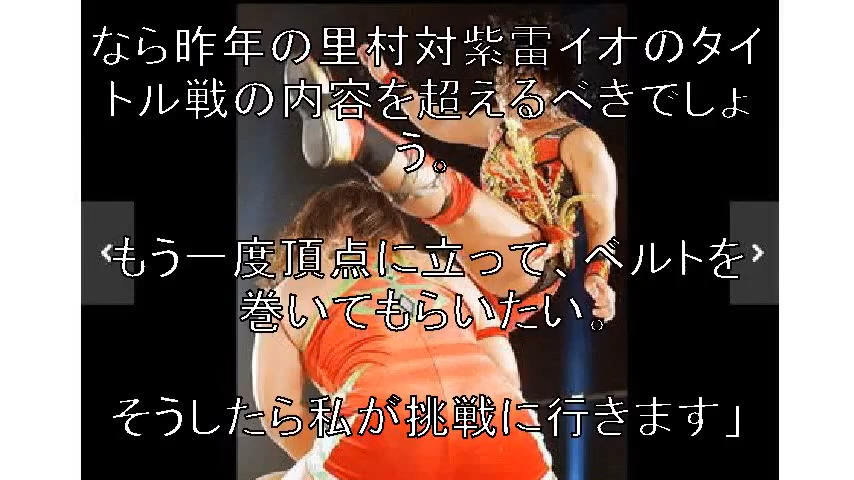 なら昨年の里村対紫雷イオのタイ
トル戦の内容を超えるべきでしょ
う。
もう一度頂点に立って、ベルトを
巻いてもらいたい。
そうしたら私が挑戦に行きます」